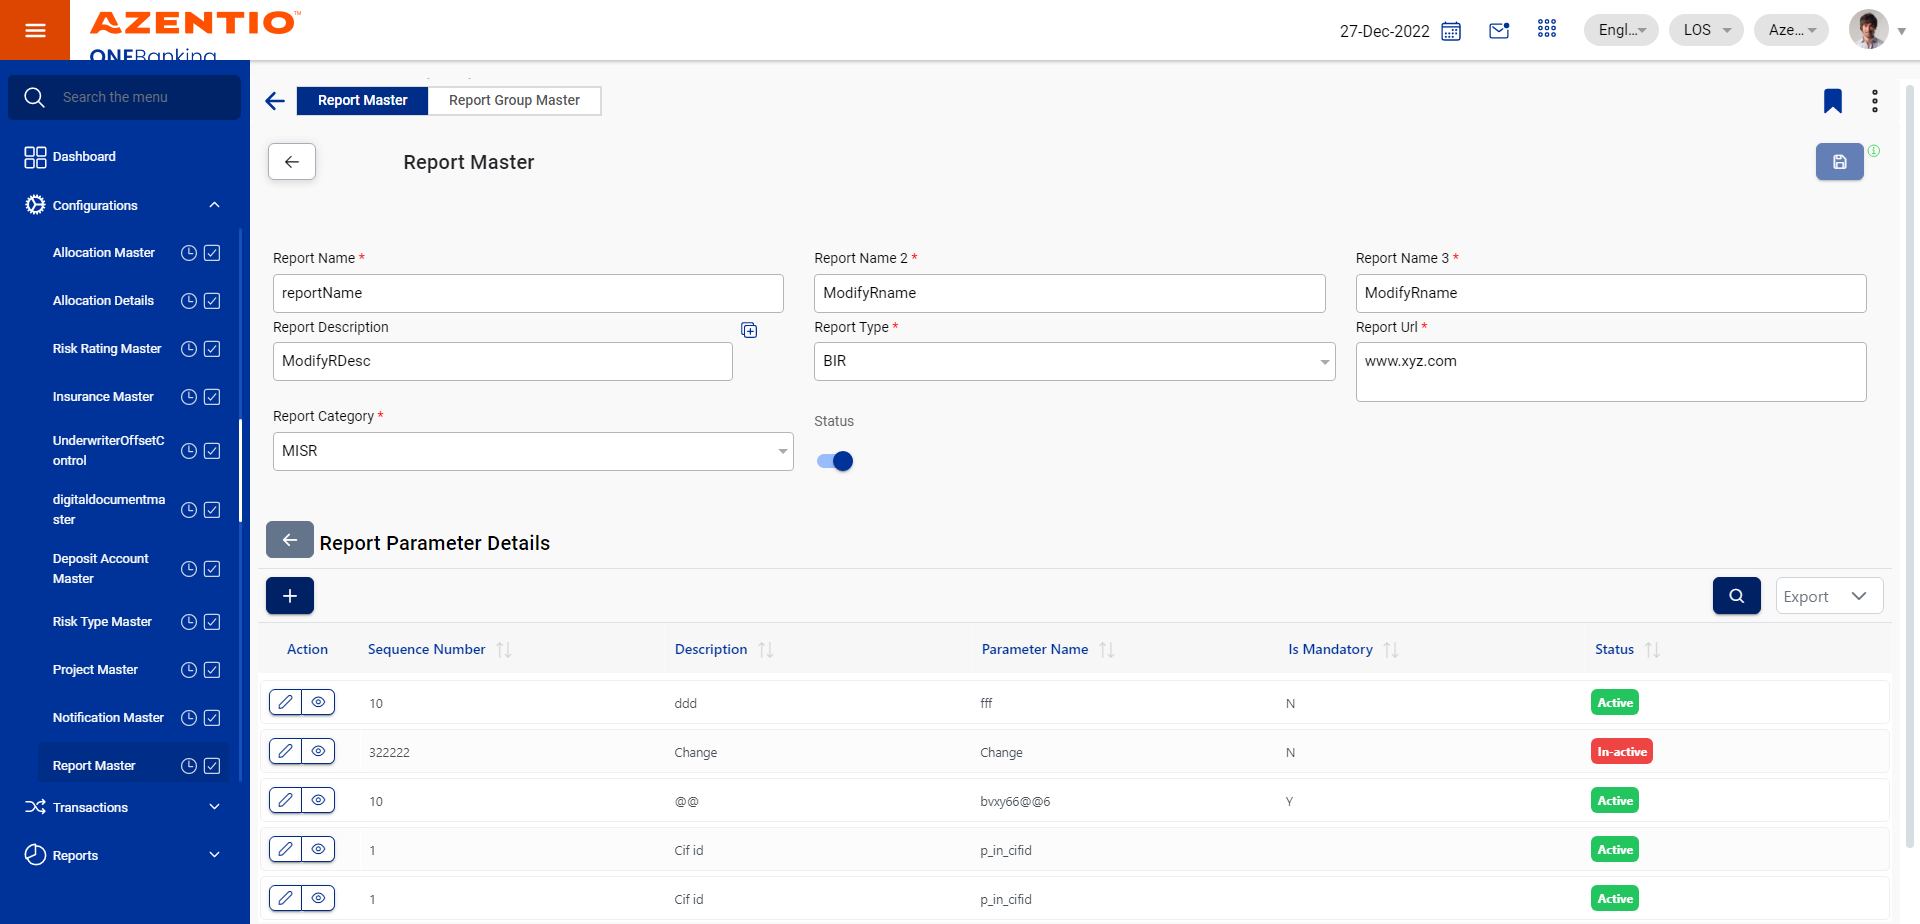 AZENTIO™
ONEBanking
27-Dec-2022
Engl...
LOS
Aze...
Search the menu
Dashboard
Configurations
Allocation Master
Allocation Details
Risk Rating Master
Insurance Master
UnderwriterOffsetC
ontrol
digitaldocumentma
ster
Deposit Account
Master
Risk Type Master
Project Master
Notification Master
Report Master
Transactions
Reports
Report Master
Report Group Master
Report Master
Report Name *
reportName
Report Name 2 *
ModifyRname
Report Name 3 *
ModifyRname
Report Description
ModifyRDesc
Report Type *
BIR
Report Url *
www.xyz.com
Report Category *
MISR
Status
Report Parameter Details
Export
Action Sequence Number Description Parameter Name Is Mandatory Status
10 ddd fff N Active
322222 Change Change N In-active
10 @@ bvxy66@@6 Y Active
1 Cif id p_in_cifid Active
1 Cif id p_in_cifid Active